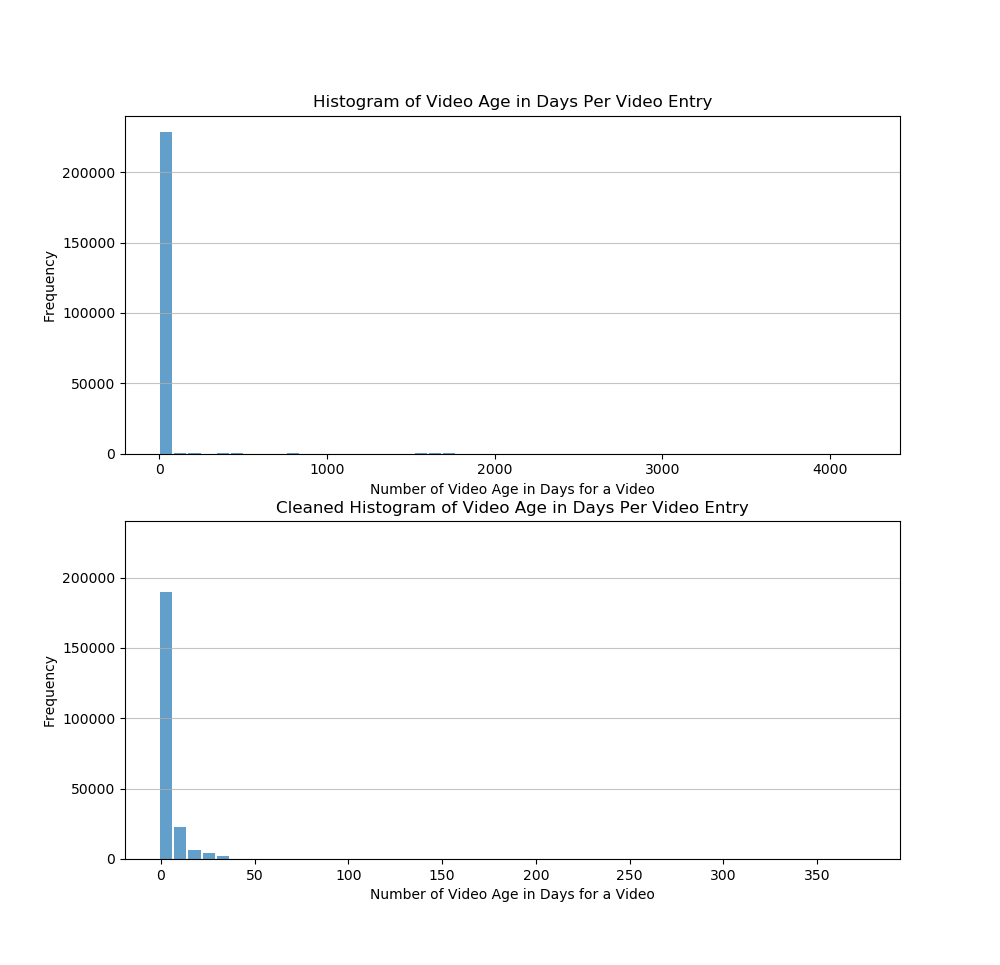 Histogram of Video Age in Days Per Video Entry
200000
150000
100000
50000
0
Frequency
0 1000 2000 3000 4000
Number of Video Age in Days for a Video
Cleaned Histogram of Video Age in Days Per Video Entry
200000
150000
100000
50000
0
Frequency
0 50 100 150 200 250 300 350
Number of Video Age in Days for a Video